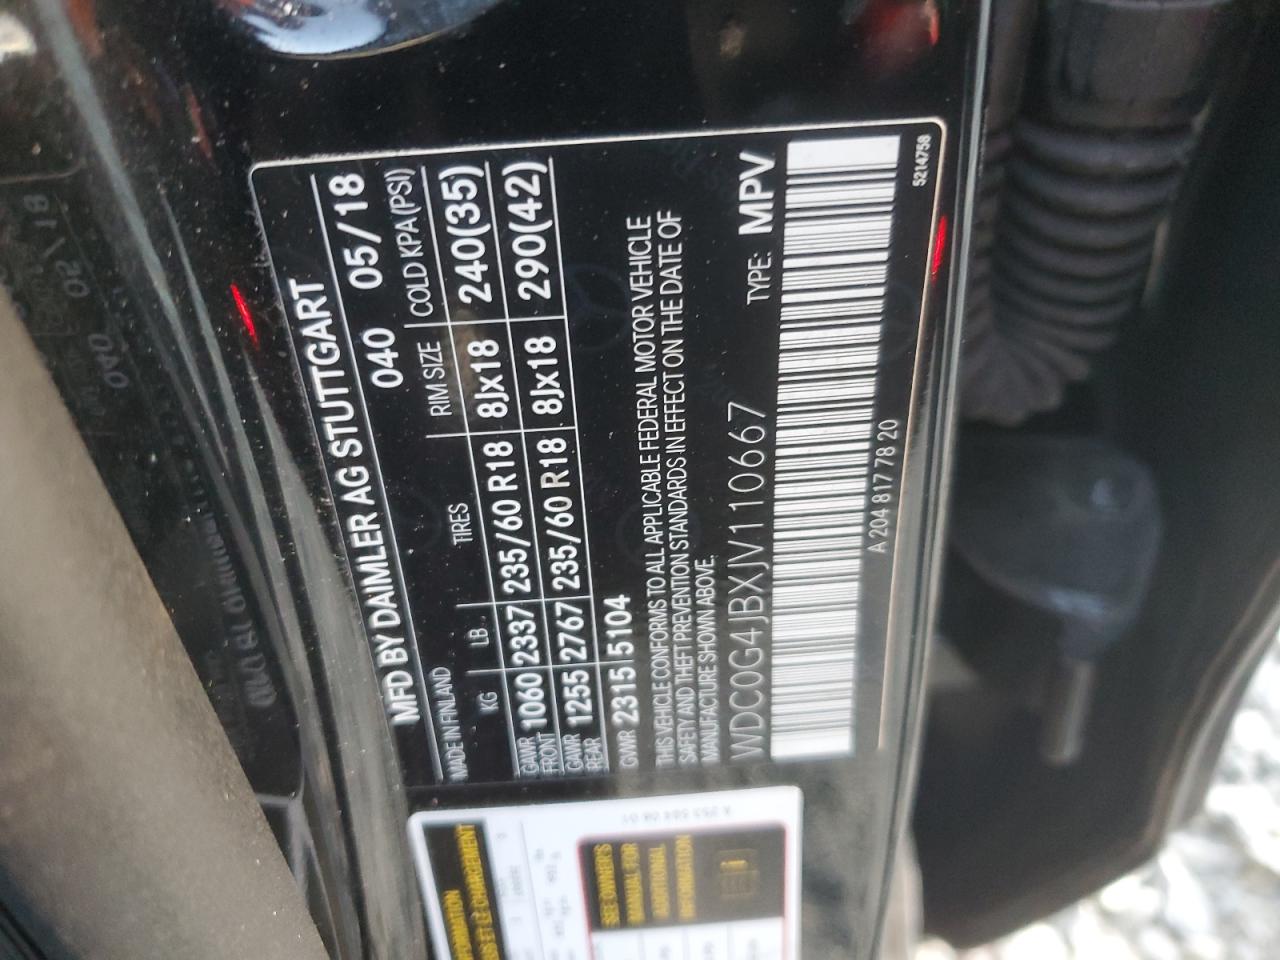 MFD BY DAIMLER AG STUTTGART
MADE IN FINLAND 040 05/18
KG LB TIRES RIM SIZE COLD KPA (PSI)
GAWR FRONT 1060 2337 235/60 R18 8Jx18 240(35)
GAWR REAR 1255 2767 235/60 R18 8Jx18 290(42)
GVWR 2315 5104
THIS VEHICLE CONFORMS TO ALL APPLICABLE FEDERAL MOTOR VEHICLE
SAFETY AND THEFT PREVENTION STANDARDS IN EFFECT ON THE DATE OF
MANUFACTURE SHOWN ABOVE.
WDC0G4JBXJV110667 TYPE: MPV
A 204 817 78 20
5214758
ET LE CHARGEMENT
SEE OWNER'S
MANUAL FOR
ADDITIONAL
INFORMATION